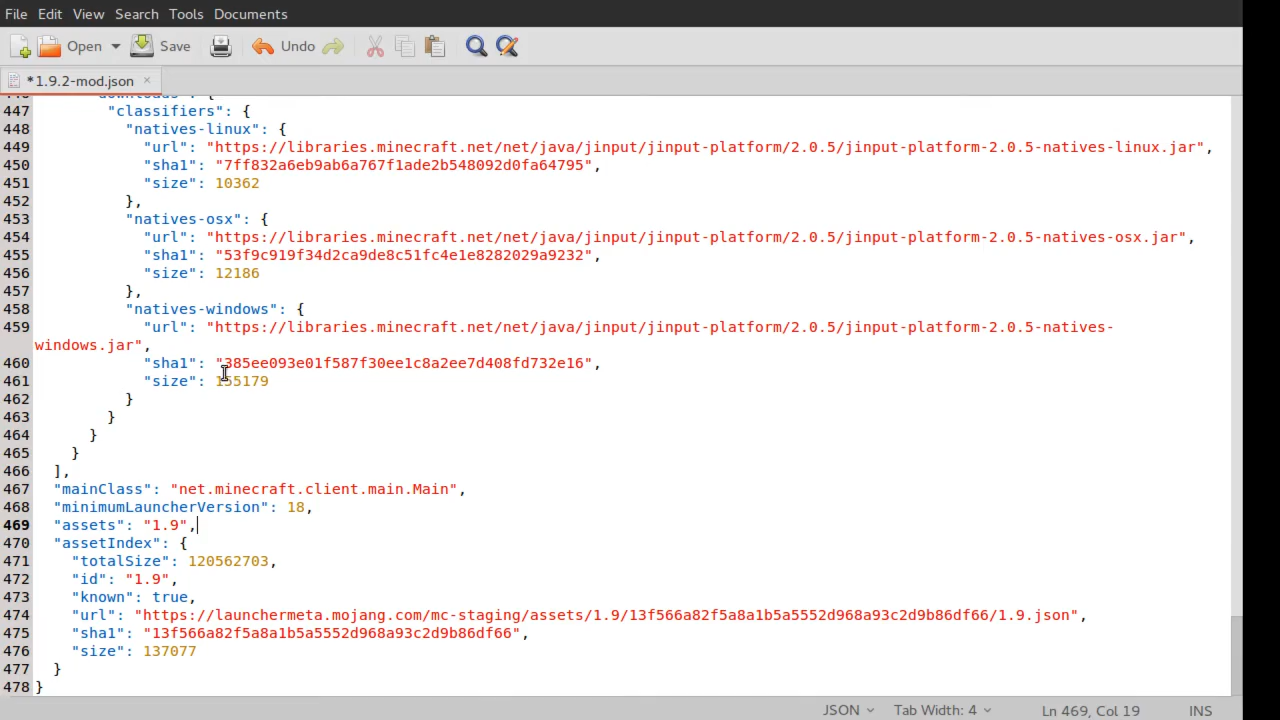 File Edit View Search Tools Documents
Open Save Undo
*1.9.2-mod.json ×
447 "classifiers": {
448 "natives-linux": {
449 "url": "https://libraries.minecraft.net/net/java/jinput/jinput-platform/2.0.5/jinput-platform-2.0.5-natives-linux.jar",
450 "sha1": "7ff832a6eb9ab6a767f1ade2b548092d0fa64795",
451 "size": 10362
452 },
453 "natives-osx": {
454 "url": "https://libraries.minecraft.net/net/java/jinput/jinput-platform/2.0.5/jinput-platform-2.0.5-natives-osx.jar",
455 "sha1": "53f9c919f34d2ca9de8c51fc4e1e8282029a9232",
456 "size": 12186
457 },
458 "natives-windows": {
459 "url": "https://libraries.minecraft.net/net/java/jinput/jinput-platform/2.0.5/jinput-platform-2.0.5-natives-
windows.jar",
460 "sha1": "385ee093e01f587f30ee1c8a2ee7d408fd732e16",
461 "size": 155179
462 }
463 }
464 }
465 }
466 ],
467 "mainClass": "net.minecraft.client.main.Main",
468 "minimumLauncherVersion": 18,
469 "assets": "1.9",
470 "assetIndex": {
471 "totalSize": 120562703,
472 "id": "1.9",
473 "known": true,
474 "url": "https://launchermeta.mojang.com/mc-staging/assets/1.9/13f566a82f5a8a1b5a5552d968a93c2d9b86df66/1.9.json",
475 "sha1": "13f566a82f5a8a1b5a5552d968a93c2d9b86df66",
476 "size": 137077
477 }
478 }
JSON Tab Width: 4 Ln 469, Col 19 INS